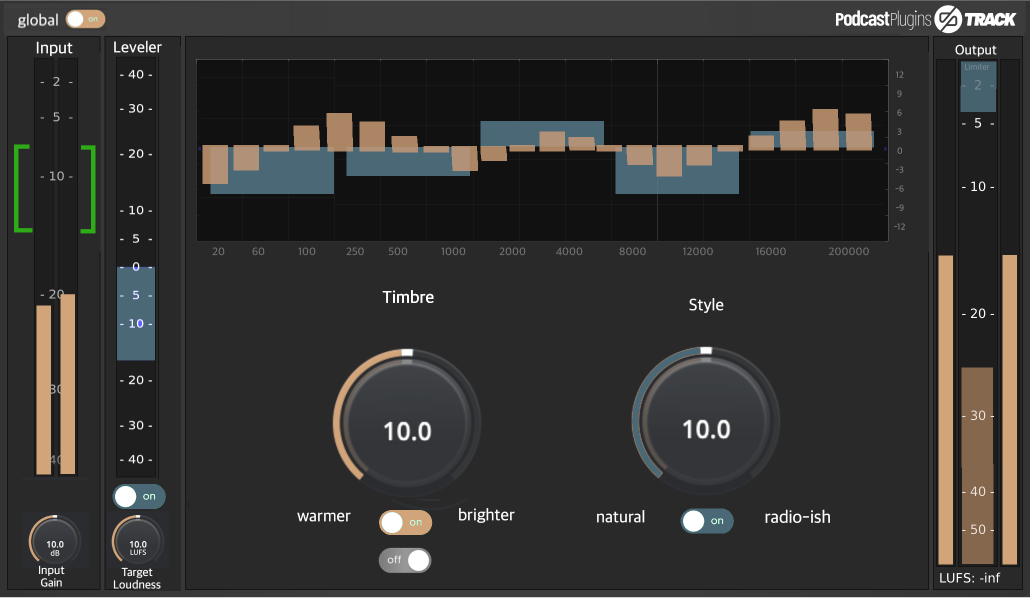 global on
PodcastPlugins TRACK
Input
Leveler
Output
- 2 -
- 5 -
- 10 -
- 20
30
40
- 40 -
- 30 -
- 20 -
- 10 -
- 5 -
- 0 -
- 5 -
- 10 -
- 20 -
- 30 -
- 40 -
12
9
6
3
0
-3
-6
-9
-12
20 60 100 250 500 1000 2000 4000 8000 12000 16000 200000
Limiter
- 2 -
- 5 -
- 10 -
- 20 -
- 30 -
- 40 -
- 50 -
Timbre
Style
10.0
10.0
warmer on brighter
off
natural on radio-ish
on
10.0
dB
Input
Gain
10.0
LUFS
Target
Loudness
LUFS: -inf